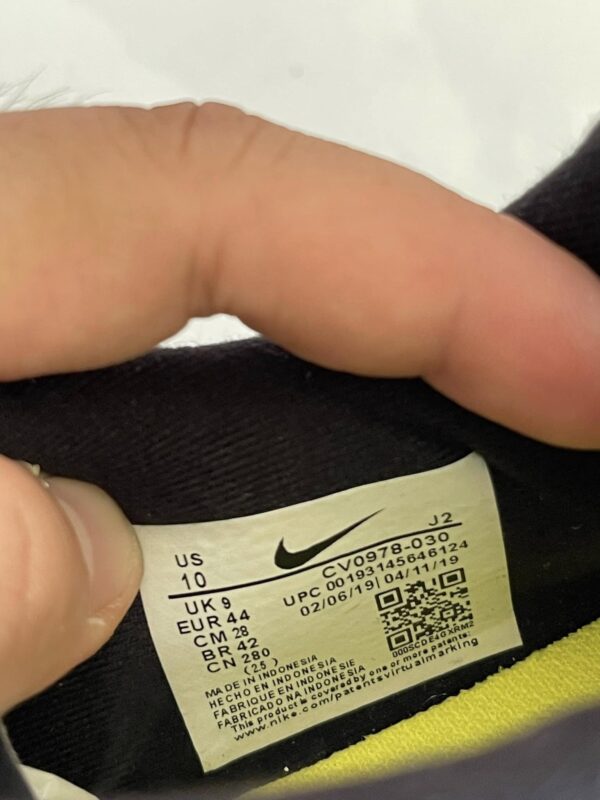 US
10
J2
CV0978-030
UPC 00193145646124
02/06/19| 04/11/19
UK 9
EUR 44
CM 28
BR 42
CN 280
(2.5)
000SCDE4GXRM2
MADE IN INDONESIA
HECHO EN INDONESIA
FABRIQUE EN INDONESIE
FABRICADO NA INDONESIA
This product is covered by one or more patents:
www.nike.com/patentsvirtualmarking